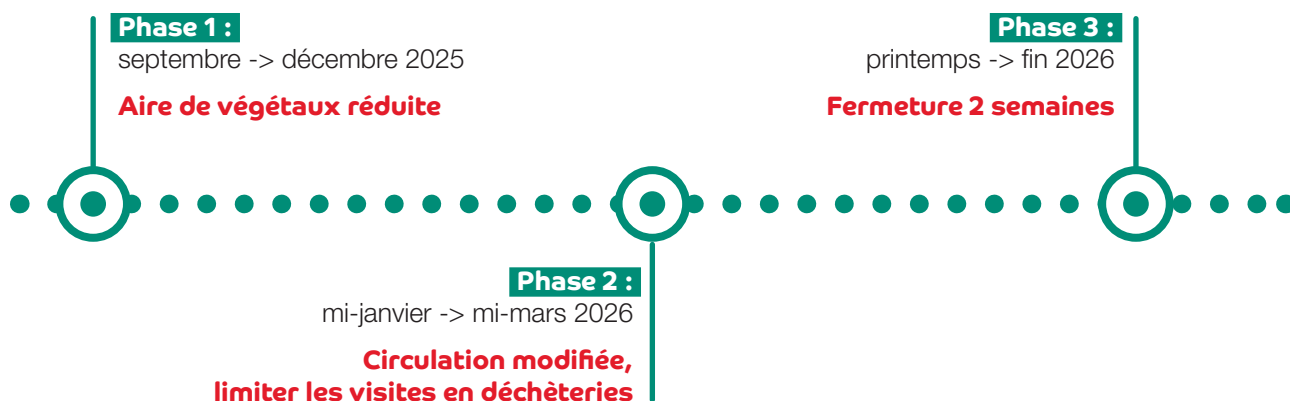 Phase 1 :
septembre -> décembre 2025
Aire de végétaux réduite
Phase 2 :
mi-janvier -> mi-mars 2026
Circulation modifiée,
limiter les visites en déchèteries
Phase 3 :
printemps -> fin 2026
Fermeture 2 semaines